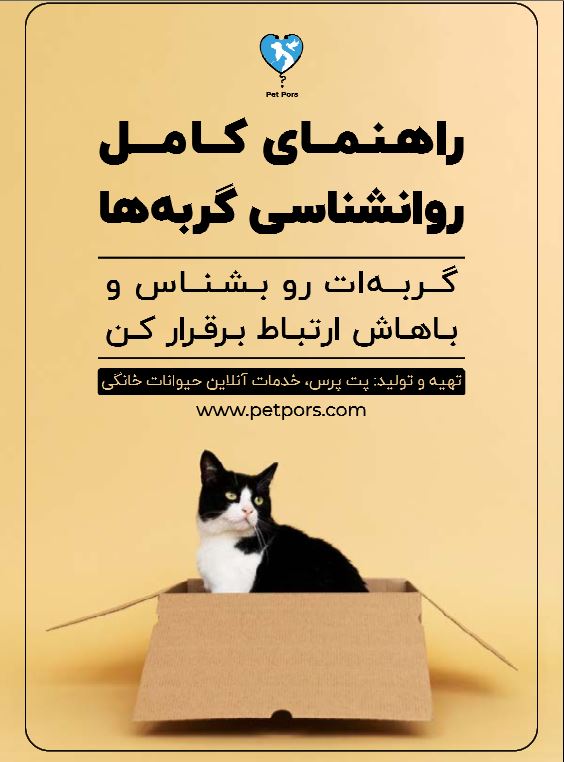 Pet Pors
راهنمای کامل
روانشناسی گربه‌ها
گربه‌ات رو بشناس و
باهاش ارتباط برقرار کن
تهیه و تولید: پت پرس، خدمات آنلاین حیوانات خانگی
www.petpors.com